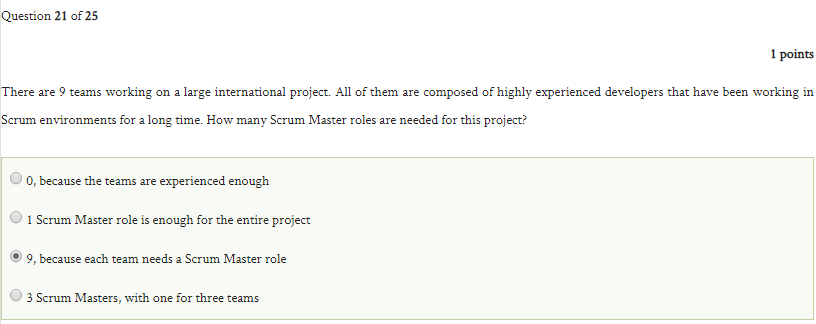 Question 21 of 25
1 points
There are 9 teams working on a large international project. All of them are composed of highly experienced developers that have been working in
Scrum environments for a long time. How many Scrum Master roles are needed for this project?
0, because the teams are experienced enough
1 Scrum Master role is enough for the entire project
9, because each team needs a Scrum Master role
3 Scrum Masters, with one for three teams